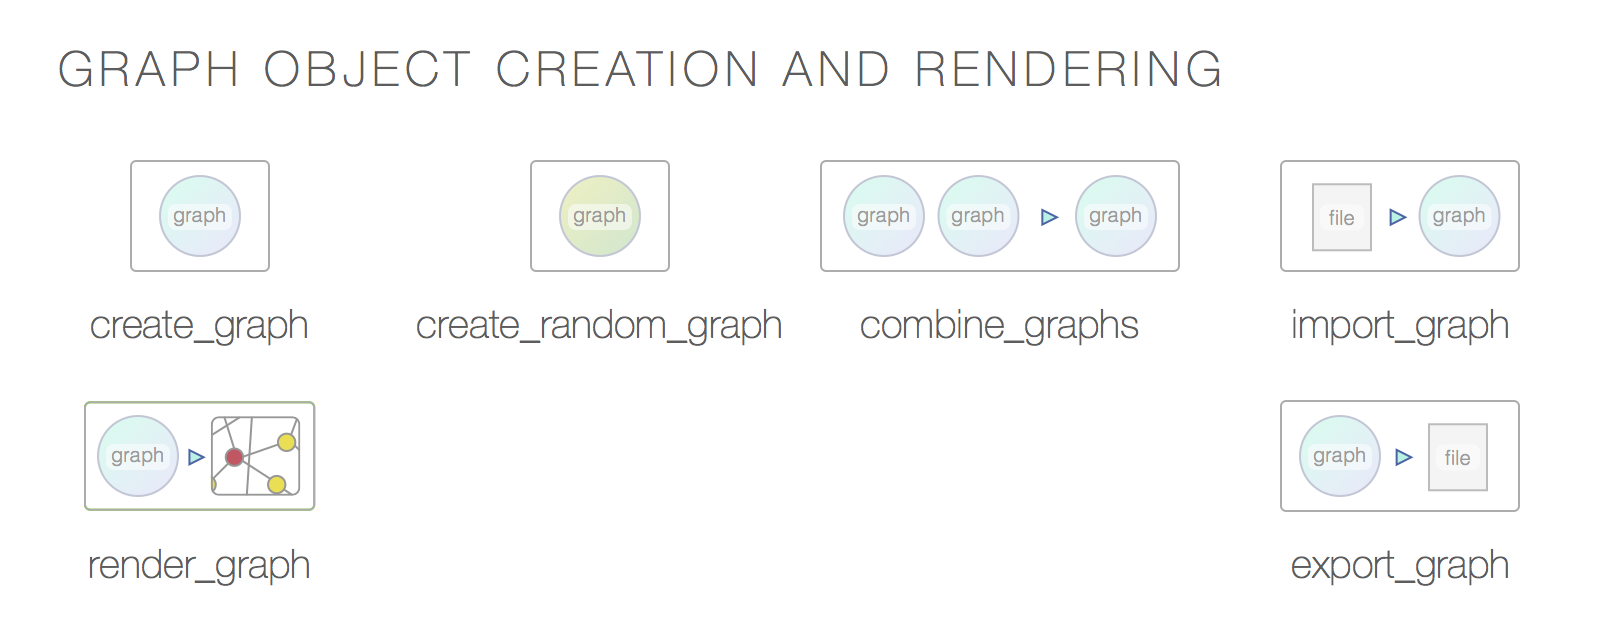 GRAPH OBJECT CREATION AND RENDERING
graph
graph
graph graph graph
file graph
create_graph
create_random_graph
combine_graphs
import_graph
graph
graph file
render_graph
export_graph